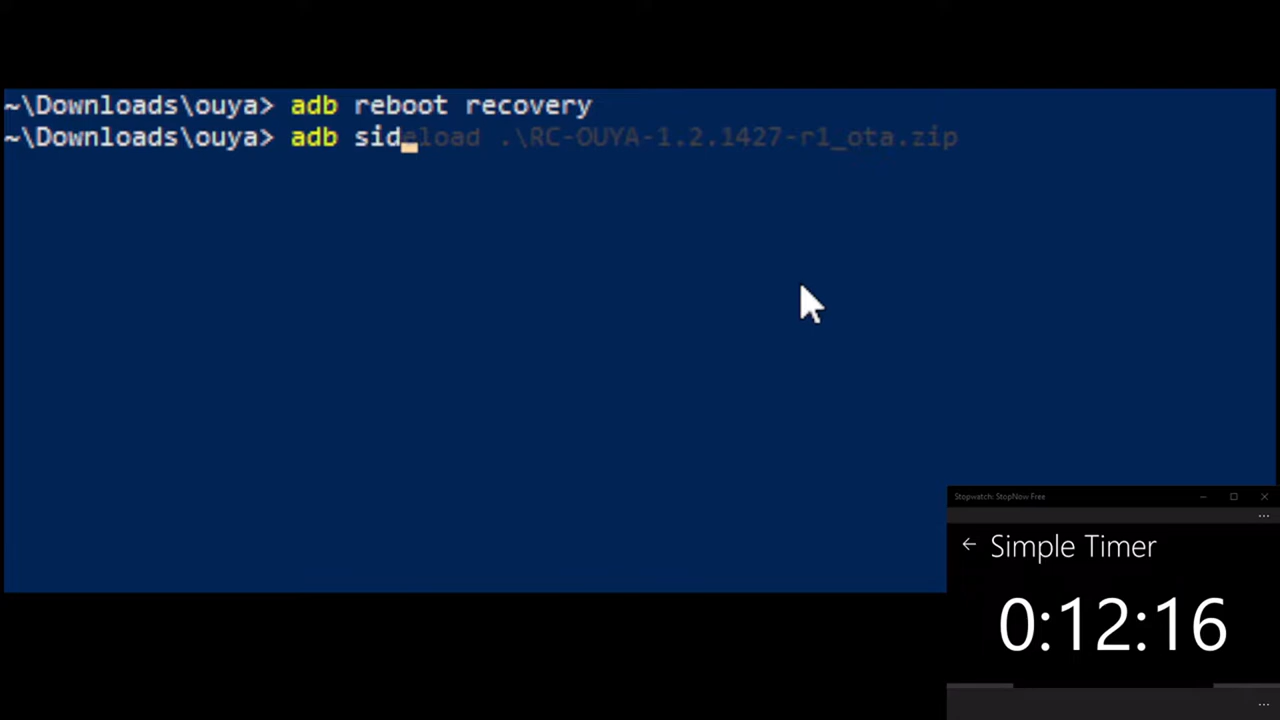 ~\Downloads\ouya> adb reboot recovery
~\Downloads\ouya> adb sideload .\RC-OUYA-1.2.1427-r1_ota.zip
Stopwatch: StopNow Free
Simple Timer
0:12:16